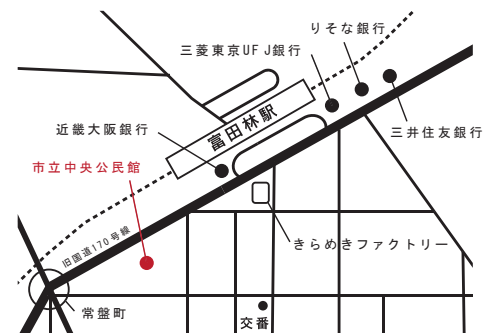 りそな銀行
三菱東京UFJ銀行
富田林駅
近畿大阪銀行
三井住友銀行
市立中央公民館
旧国道170号線
きらめきファクトリー
常盤町
交番